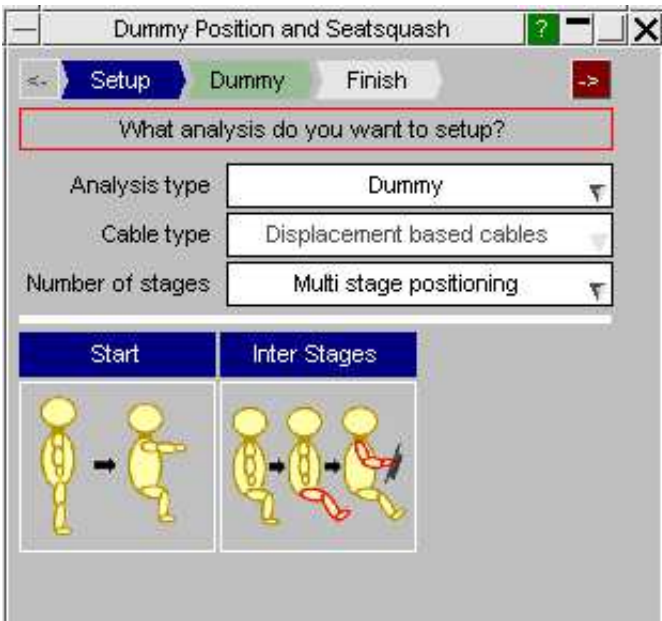 Dummy Position and Seatsquash ?
<- Setup Dummy Finish ->
What analysis do you want to setup?
Analysis type Dummy
Cable type Displacement based cables
Number of stages Multi stage positioning
Start Inter Stages